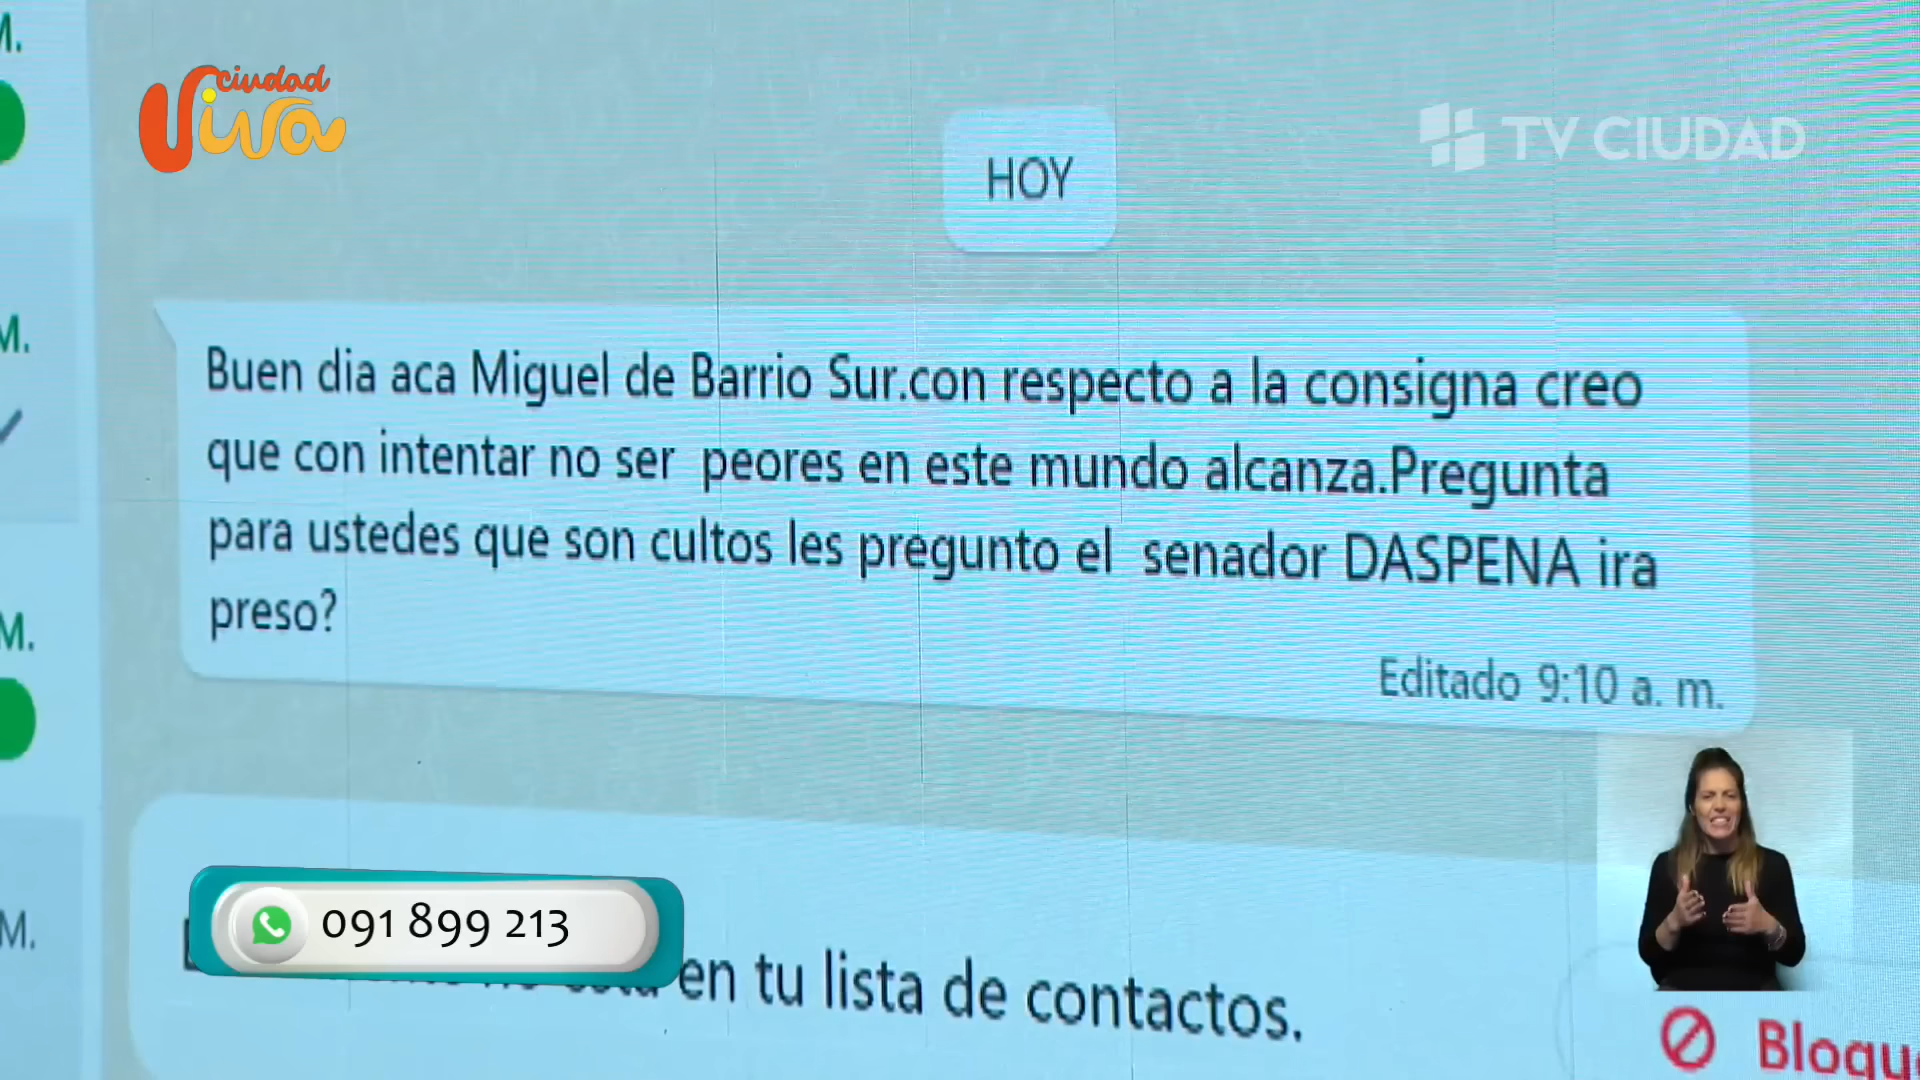 M.
ciudad
Viva
TV CIUDAD
HOY
M.
Buen dia aca Miguel de Barrio Sur.con respecto a la consigna creo
que con intentar no ser  peores en este mundo alcanza.Pregunta
para ustedes que son cultos les pregunto el  senador DASPENA ira
preso?
Editado 9:10 a. m.
M.
M.
091 899 213
en tu lista de contactos.